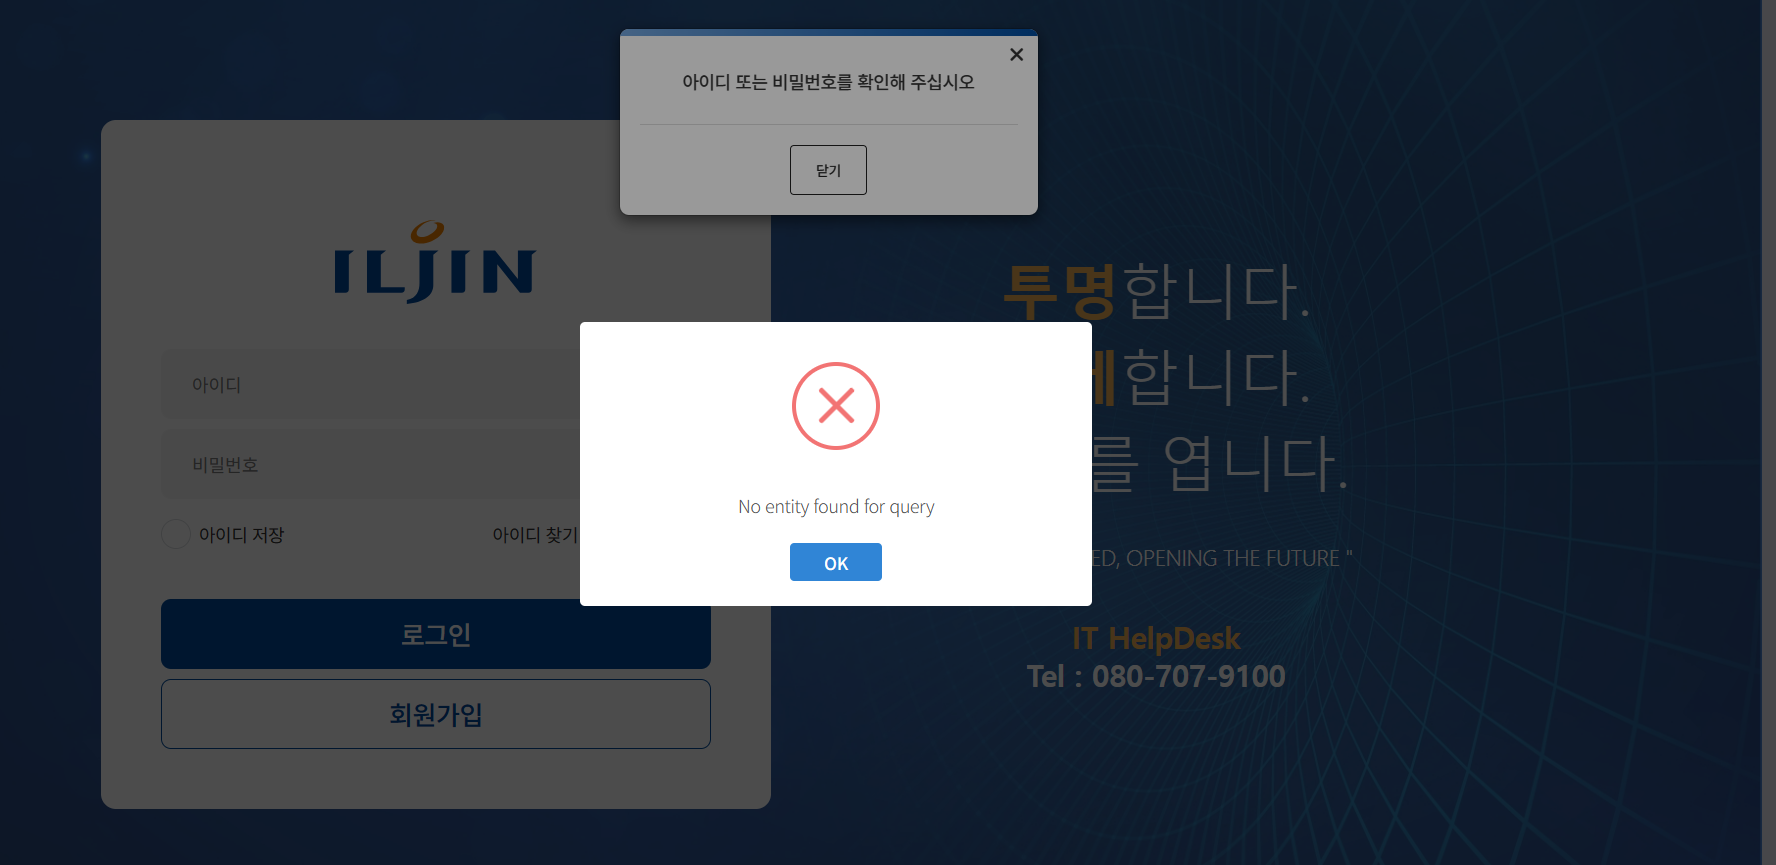 아이디 또는 비밀번호를 확인해 주십시오
닫기
ILJIN
아이디
비밀번호
아이디 저장
아이디 찾기
로그인
회원가입
No entity found for query
OK
투명합니다.
합니다.
를 엽니다.
OPENING THE FUTURE "
IT HelpDesk
Tel : 080-707-9100